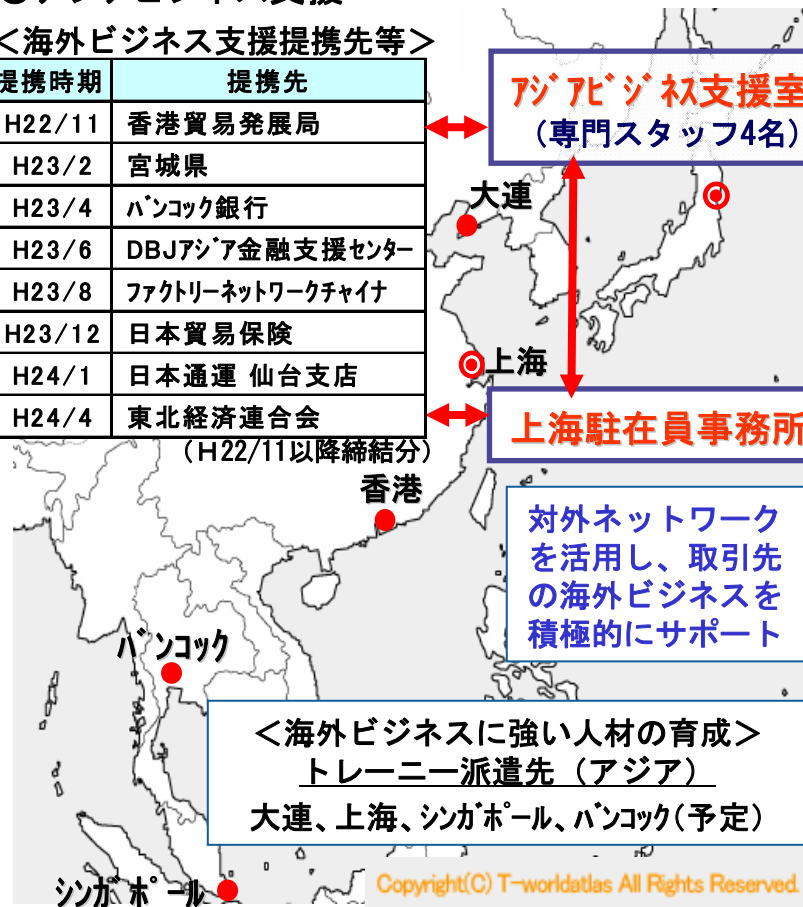 アジアビジネス支援
＜海外ビジネス支援提携先等＞
提携時期 提携先
H22/11 香港貿易発展局
H23/2 宮城県
H23/4 バンコック銀行
H23/6 DBJアジア金融支援センター
H23/8 ファクトリーネットワークチャイナ
H23/12 日本貿易保険
H24/1 日本通運 仙台支店
H24/4 東北経済連合会
（H22/11以降締結分）
アジアビジネス支援室
（専門スタッフ4名）
大連
上海
上海駐在員事務所
香港
対外ネットワーク
を活用し、取引先
の海外ビジネスを
積極的にサポート
バンコック
＜海外ビジネスに強い人材の育成＞
トレーニー派遣先（アジア）
大連、上海、シンガポール、バンコック（予定）
シンガポール
Copyright(C) T-worldatlas All Rights Reserved.